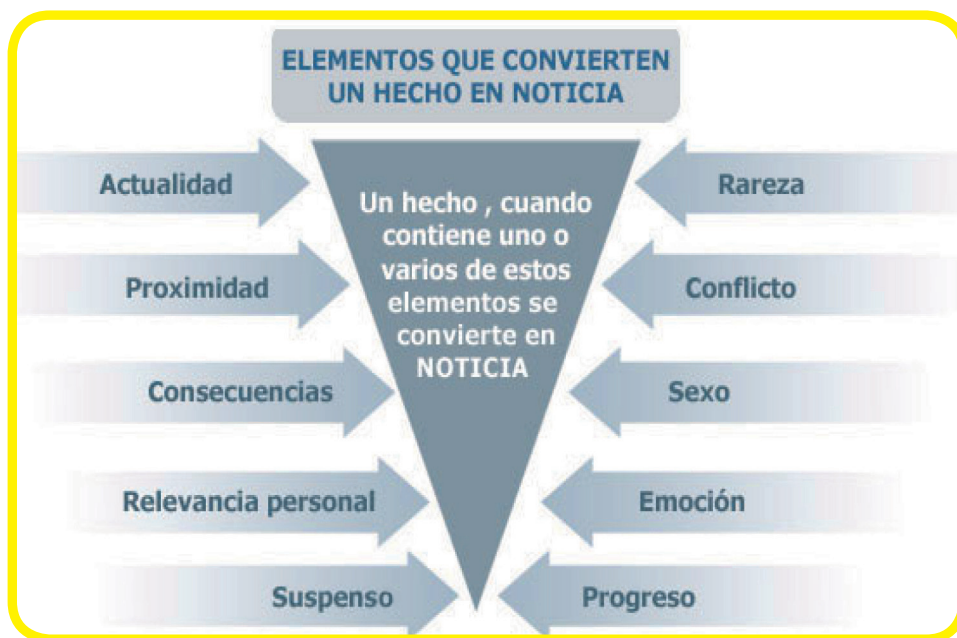 ELEMENTOS QUE CONVIERTEN
UN HECHO EN NOTICIA
Actualidad
Rareza
Un hecho , cuando
contiene uno o
varios de estos
elementos se
convierte en
NOTICIA
Proximidad
Conflicto
Consecuencias
Sexo
Relevancia personal
Emoción
Suspenso
Progreso